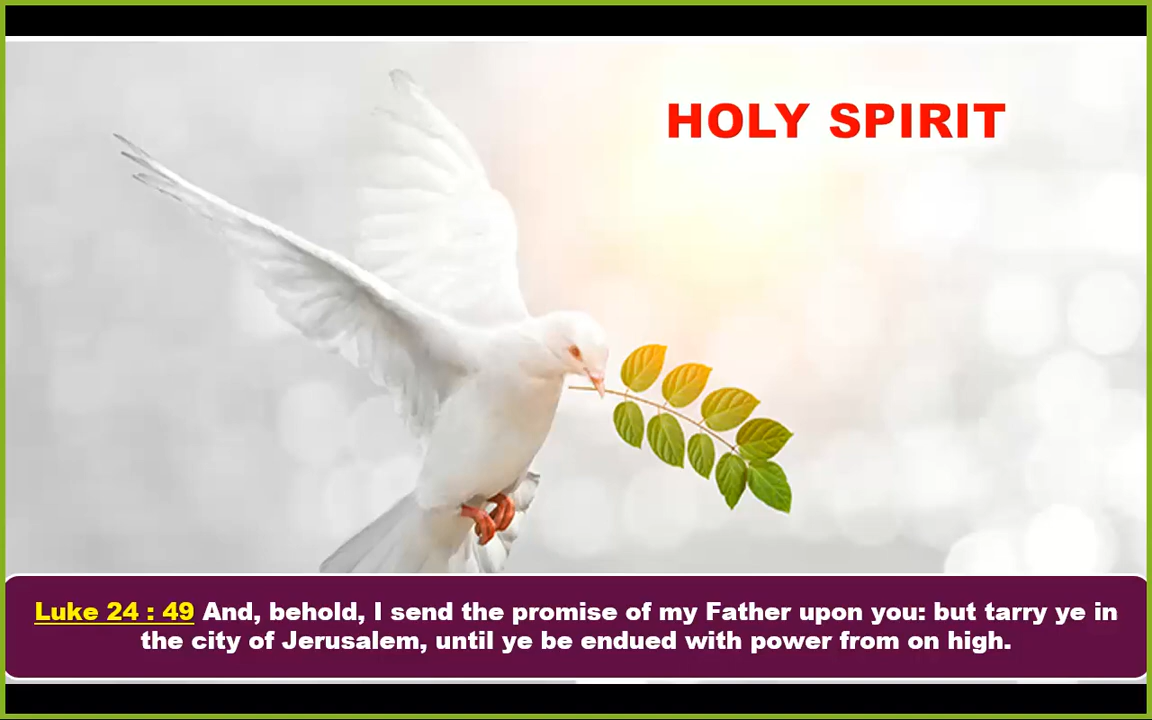 HOLY SPIRIT
Luke 24 : 49 And, behold, I send the promise of my Father upon you: but tarry ye in
the city of Jerusalem, until ye be endued with power from on high.